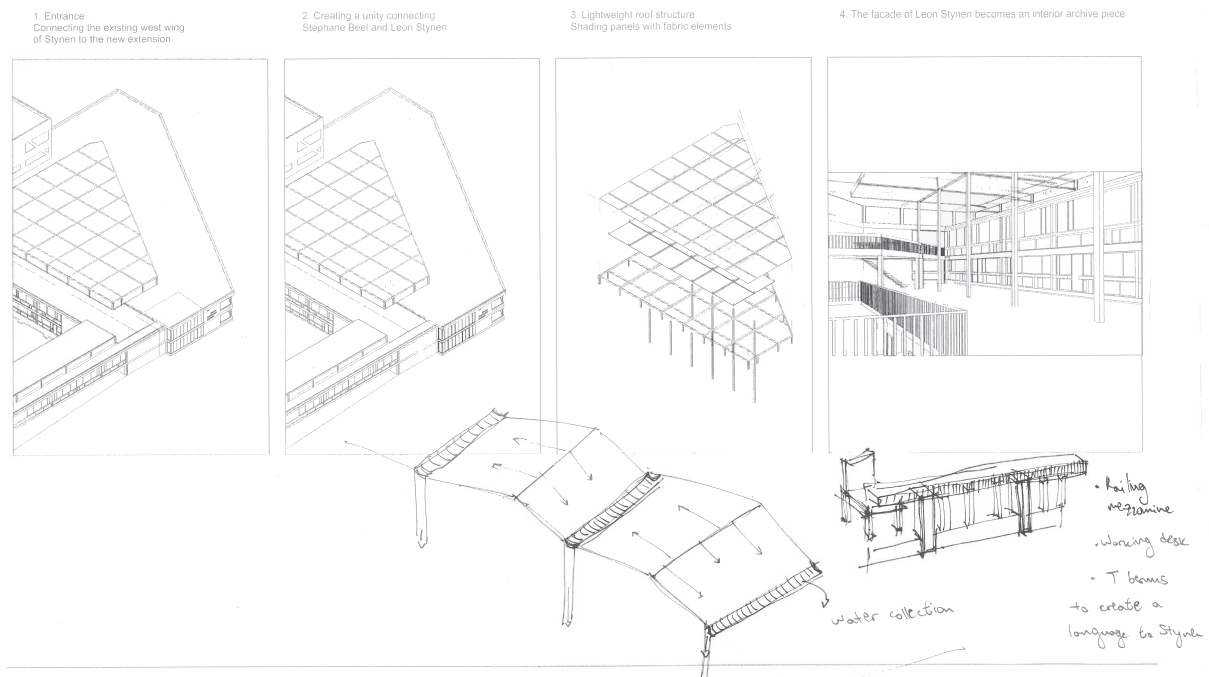 1. Entrance
Connecting the existing west wing
of Stynen to the new extension
2. Creating a unity connecting
Stephane Beel and Leon Stynen
3. Lightweight roof structure
Shading panels with fabric elements
4. The facade of Leon Stynen becomes an interior archive piece
• Railing
mezzanine
• Working desk
• T beams
to create a
language to Stynen
water collection